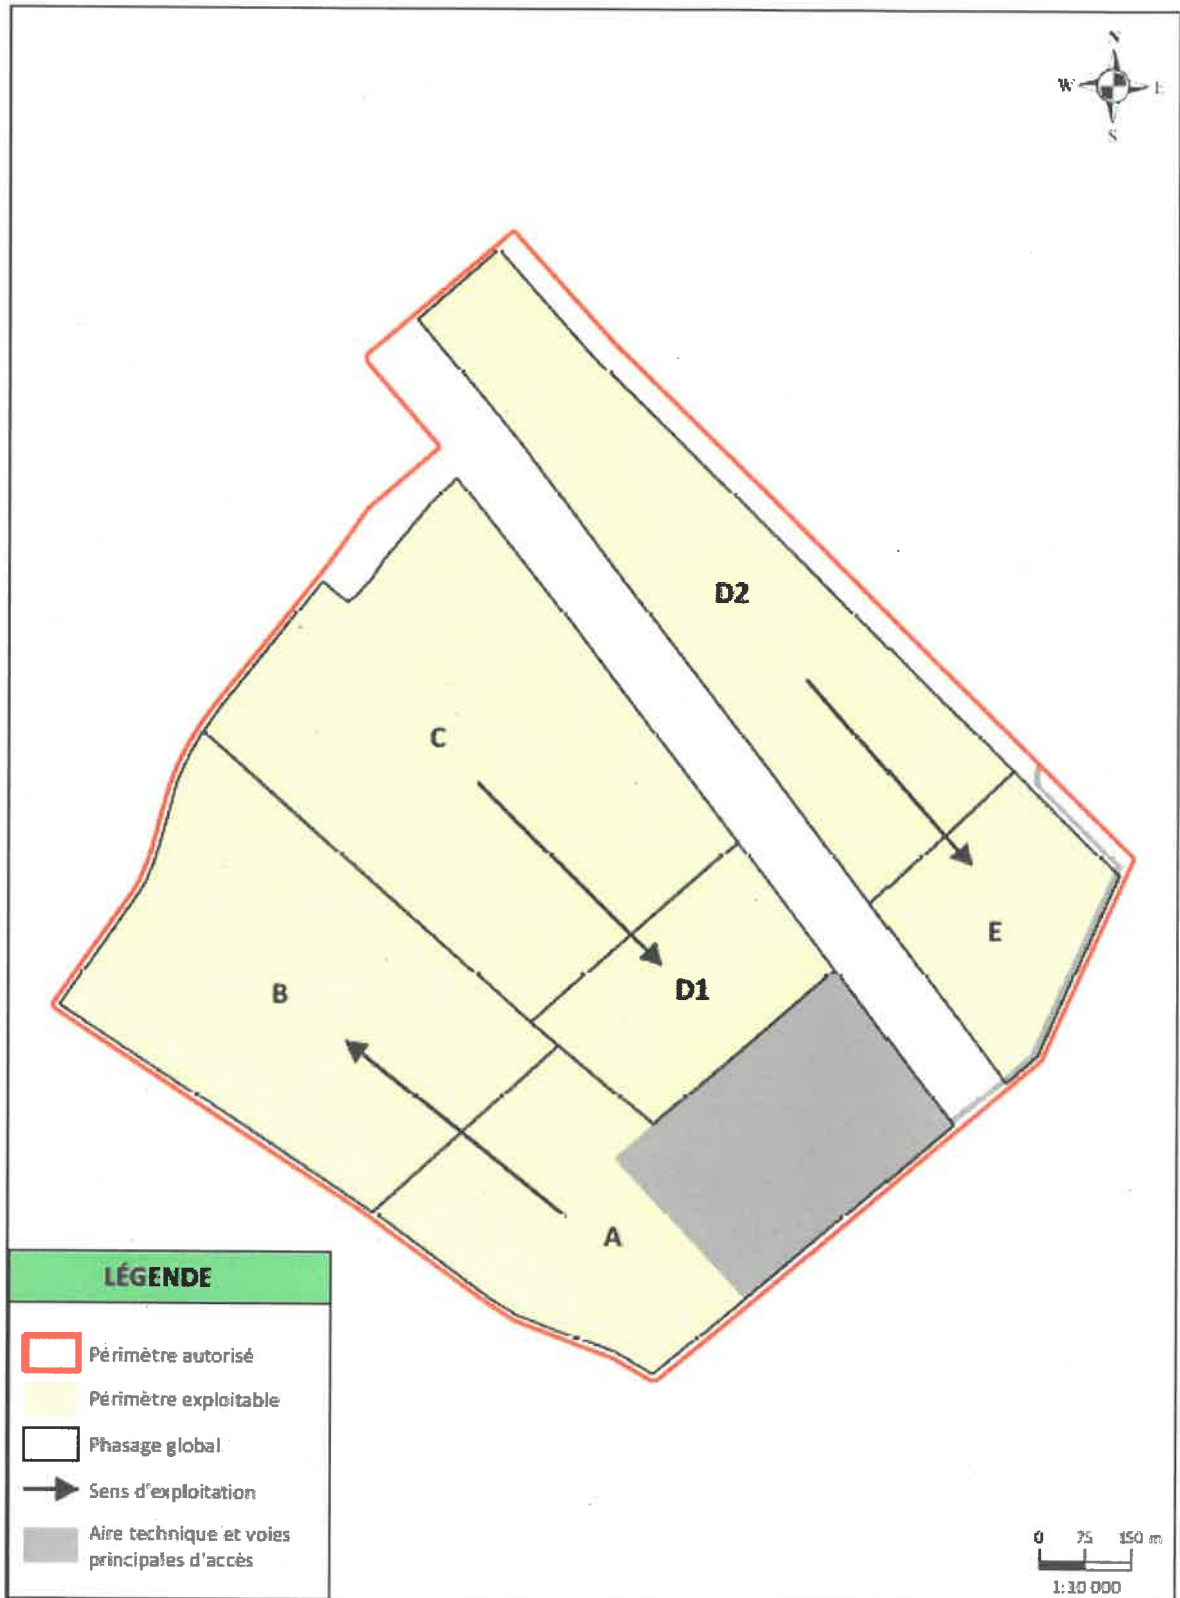 N
W E
S
D2
C
E
D1
B
A
LÉGENDE
Périmètre autorisé
Périmètre exploitable
Phasage global
Sens d'exploitation
Aire technique et voies
principales d'accès
0 75 150 m
1:10 000